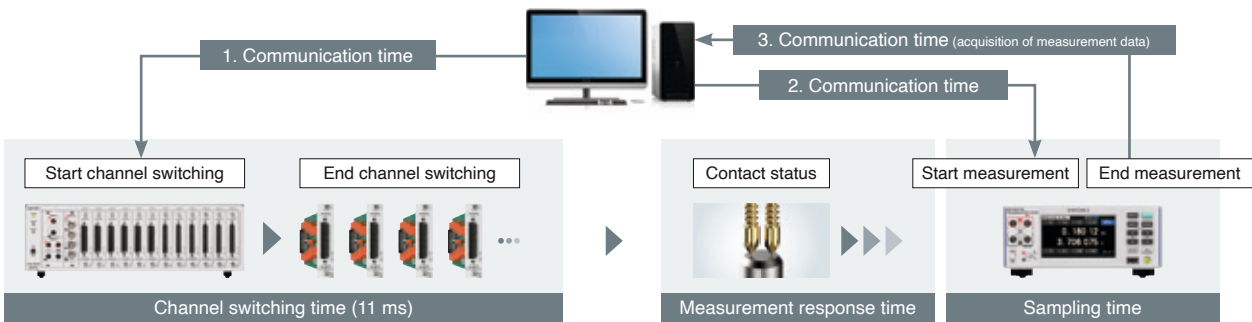 1. Communication time
3. Communication time (acquisition of measurement data)
2. Communication time
Start channel switching
End channel switching
Contact status
Start measurement
End measurement
Channel switching time (11 ms)
Measurement response time
Sampling time